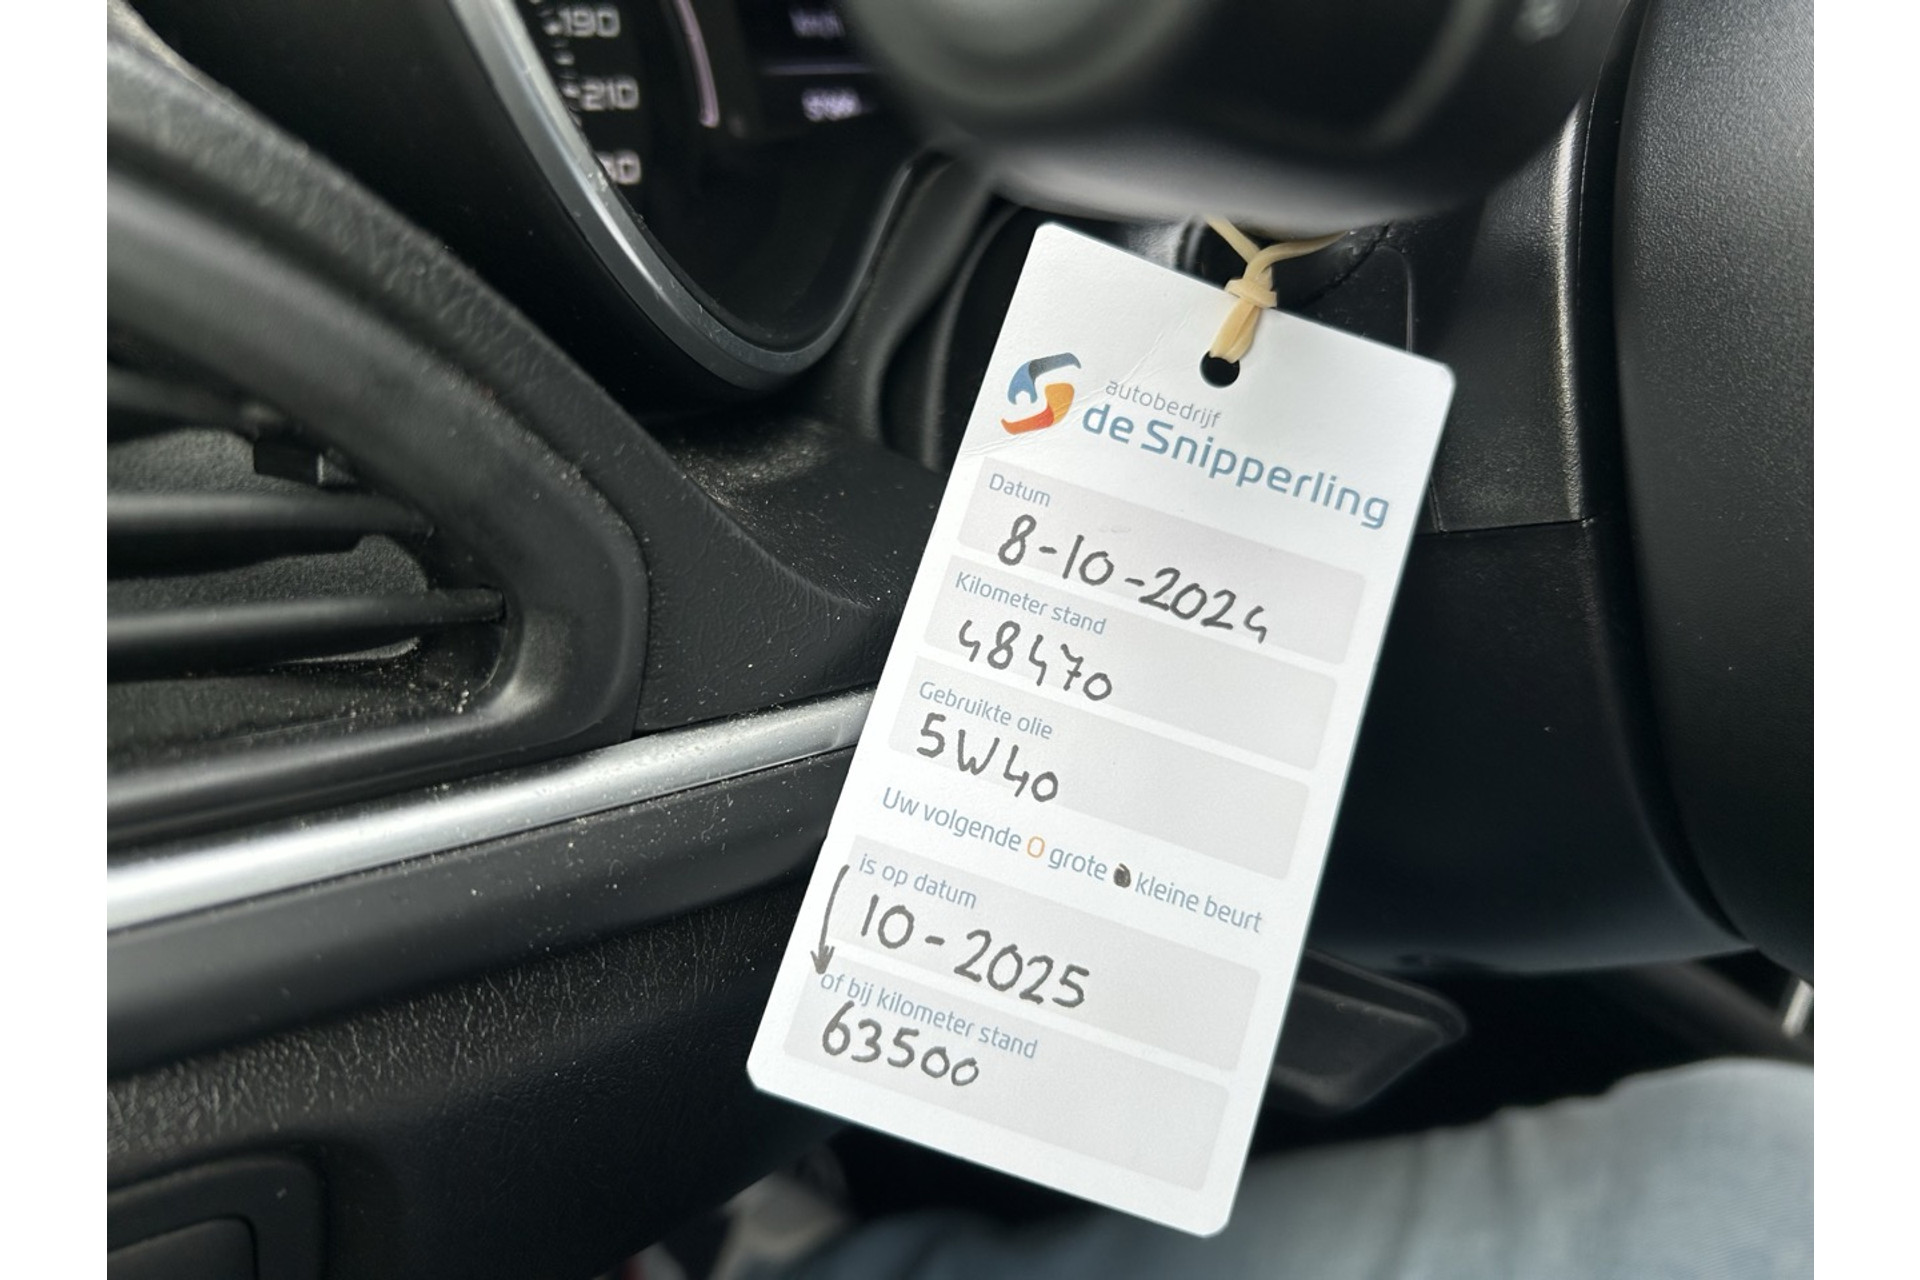 190
210
autobedrijf
de Snipperling
Datum
8-10-2024
Kilometer stand
48470
Gebruikte olie
5W40
Uw volgende O grote kleine beurt
is op datum
10-2025
of bij kilometer stand
63500